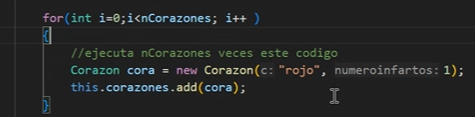 for(int i=0;i<nCorazones; i++ )
{
//ejecuta nCorazones veces este codigo
Corazon cora = new Corazon(c: "rojo", numeroinfartos: 1);
this.corazones.add(cora);
}